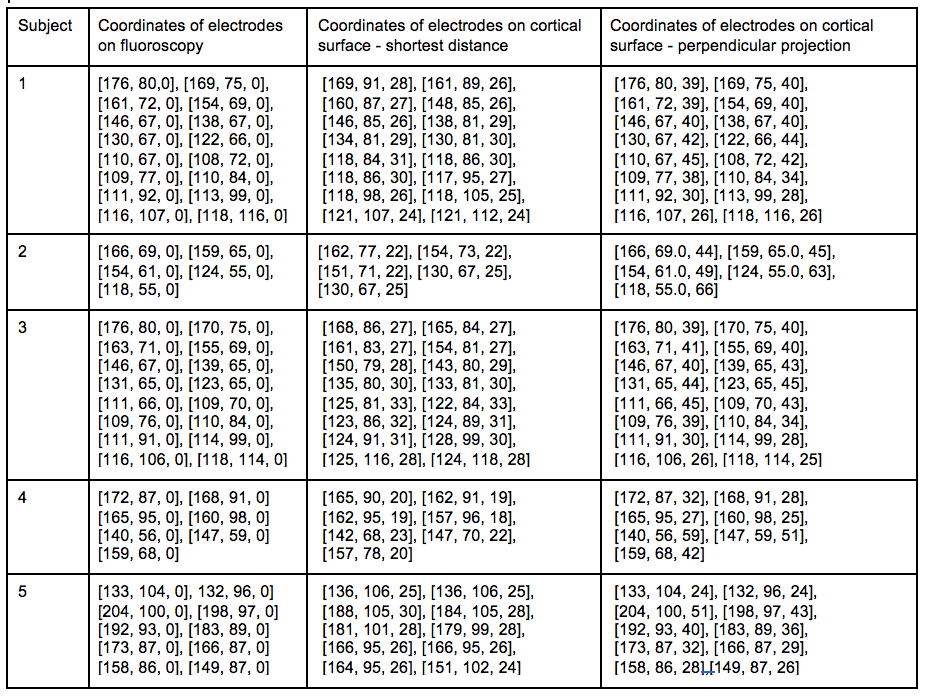 Subject
Coordinates of electrodes
on fluoroscopy
Coordinates of electrodes on cortical
surface - shortest distance
Coordinates of electrodes on cortical
surface - perpendicular projection
1
[176, 80,0], [169, 75, 0],
[161, 72, 0], [154, 69, 0],
[146, 67, 0], [138, 67, 0],
[130, 67, 0], [122, 66, 0],
[110, 67, 0], [108, 72, 0],
[109, 77, 0], [110, 84, 0],
[111, 92, 0], [113, 99, 0],
[116, 107, 0], [118, 116, 0]
[169, 91, 28], [161, 89, 26],
[160, 87, 27], [148, 85, 26],
[146, 85, 26], [138, 81, 29],
[134, 81, 29], [130, 81, 30],
[118, 84, 31], [118, 86, 30],
[118, 86, 30], [117, 95, 27],
[118, 98, 26], [118, 105, 25],
[121, 107, 24], [121, 112, 24]
[176, 80, 39], [169, 75, 40],
[161, 72, 39], [154, 69, 40],
[146, 67, 40], [138, 67, 40],
[130, 67, 42], [122, 66, 44],
[110, 67, 45], [108, 72, 42],
[109, 77, 38], [110, 84, 34],
[111, 92, 30], [113, 99, 28],
[116, 107, 26], [118, 116, 26]
2
[166, 69, 0], [159, 65, 0],
[154, 61, 0], [124, 55, 0],
[118, 55, 0]
[162, 77, 22], [154, 73, 22],
[151, 71, 22], [130, 67, 25],
[130, 67, 25]
[166, 69.0, 44], [159, 65.0, 45],
[154, 61.0, 49], [124, 55.0, 63],
[118, 55.0, 66]
3
[176, 80, 0], [170, 75, 0],
[163, 71, 0], [155, 69, 0],
[146, 67, 0], [139, 65, 0],
[131, 65, 0], [123, 65, 0],
[111, 66, 0], [109, 70, 0],
[109, 76, 0], [110, 84, 0],
[111, 91, 0], [114, 99, 0],
[116, 106, 0], [118, 114, 0]
[168, 86, 27], [165, 84, 27],
[161, 83, 27], [154, 81, 27],
[150, 79, 28], [143, 80, 29],
[135, 80, 30], [133, 81, 30],
[125, 81, 33], [122, 84, 33],
[123, 86, 32], [124, 89, 31],
[124, 91, 31], [128, 99, 30],
[125, 116, 28], [124, 118, 28]
[176, 80, 39], [170, 75, 40],
[163, 71, 41], [155, 69, 40],
[146, 67, 40], [139, 65, 43],
[131, 65, 44], [123, 65, 45],
[111, 66, 45], [109, 70, 43],
[109, 76, 39], [110, 84, 34],
[111, 91, 30], [114, 99, 28],
[116, 106, 26], [118, 114, 25]
4
[172, 87, 0], [168, 91, 0]
[165, 95, 0], [160, 98, 0]
[140, 56, 0], [147, 59, 0]
[159, 68, 0]
[165, 90, 20], [162, 91, 19],
[162, 95, 19], [157, 96, 18],
[142, 68, 23], [147, 70, 22],
[157, 78, 20]
[172, 87, 32], [168, 91, 28],
[165, 95, 27], [160, 98, 25],
[140, 56, 59], [147, 59, 51],
[159, 68, 42]
5
[133, 104, 0], 132, 96, 0]
[204, 100, 0], [198, 97, 0]
[192, 93, 0], [183, 89, 0]
[173, 87, 0], [166, 87, 0]
[158, 86, 0], [149, 87, 0]
[136, 106, 25], [136, 106, 25],
[188, 105, 30], [184, 105, 28],
[181, 101, 28], [179, 99, 28],
[166, 95, 26], [166, 95, 26],
[164, 95, 26], [151, 102, 24]
[133, 104, 24], [132, 96, 24],
[204, 100, 51], [198, 97, 43],
[192, 93, 40], [183, 89, 36],
[173, 87, 32], [166, 87, 29],
[158, 86, 28],[149, 87, 26]